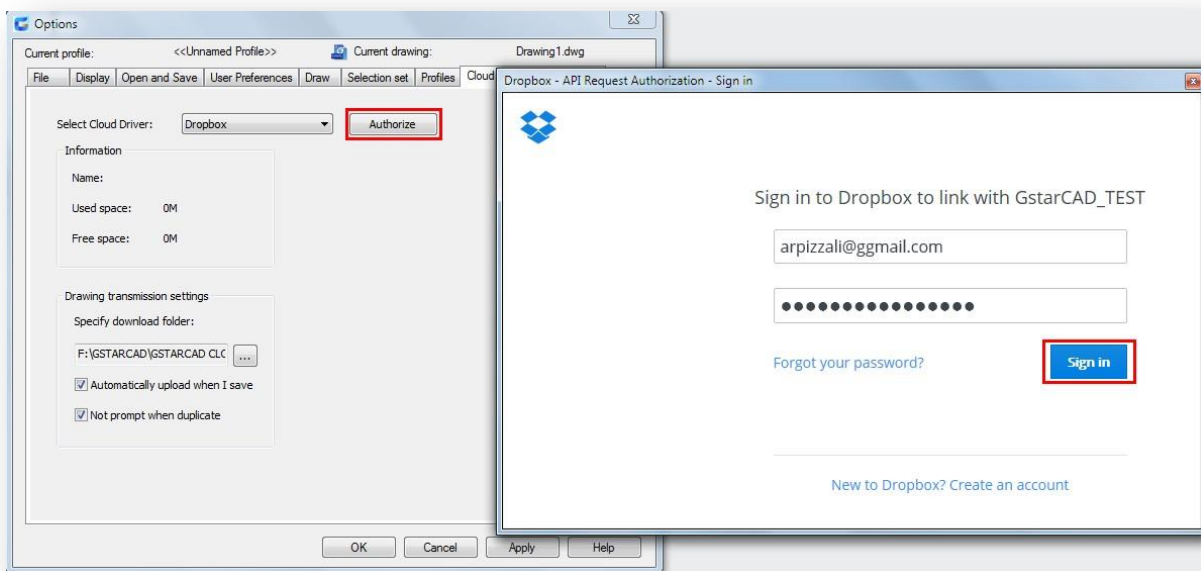 Options
Current profile: <<Unnamed Profile>> Current drawing: Drawing1.dwg
File Display Open and Save User Preferences Draw Selection set Profiles Cloud
Select Cloud Driver: Dropbox Authorize
Information
Name:
Used space: 0M
Free space: 0M
Drawing transmission settings
Specify download folder:
F:\GSTARCAD\GSTARCAD CLC ...
Automatically upload when I save
Not prompt when duplicate
OK Cancel Apply Help
Dropbox - API Request Authorization - Sign in
Sign in to Dropbox to link with GstarCAD_TEST
arpizzali@ggmail.com
●●●●●●●●●●●●●●●●
Forgot your password? Sign in
New to Dropbox? Create an account